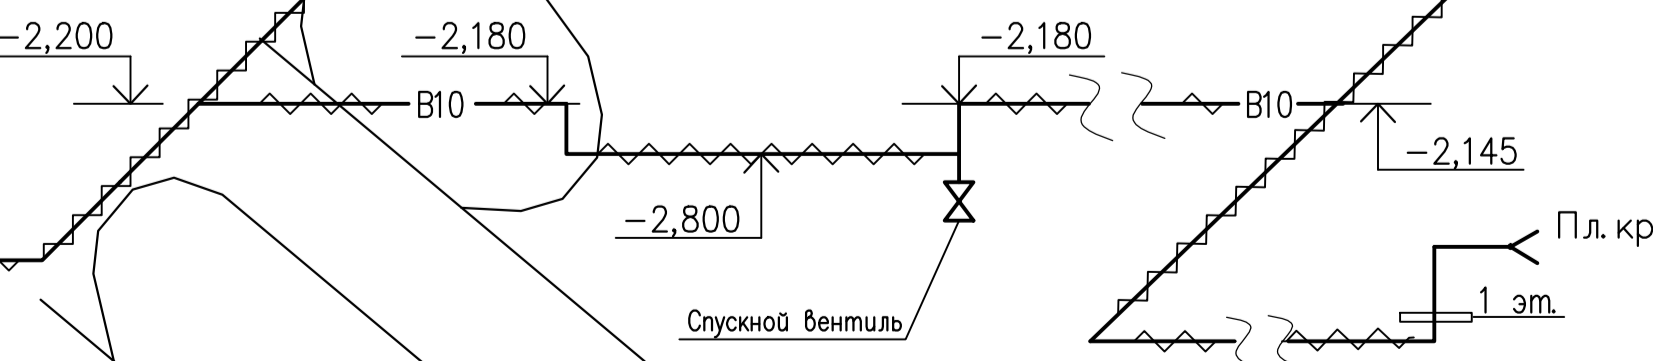 -2,200
-2,180
-2,180
В10
В10
-2,145
-2,800
Пл. кр
1 эт.
Спускной вентиль